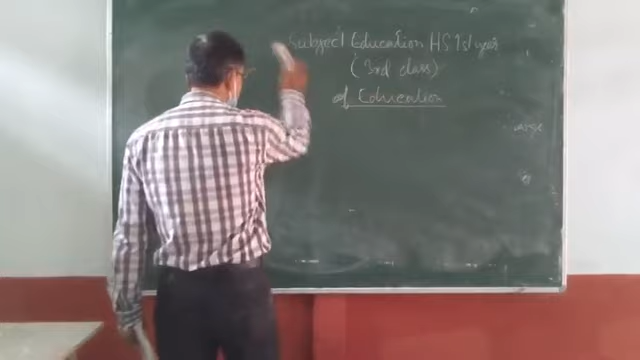 Subject Education HS 1st year
(3rd class)
of Education